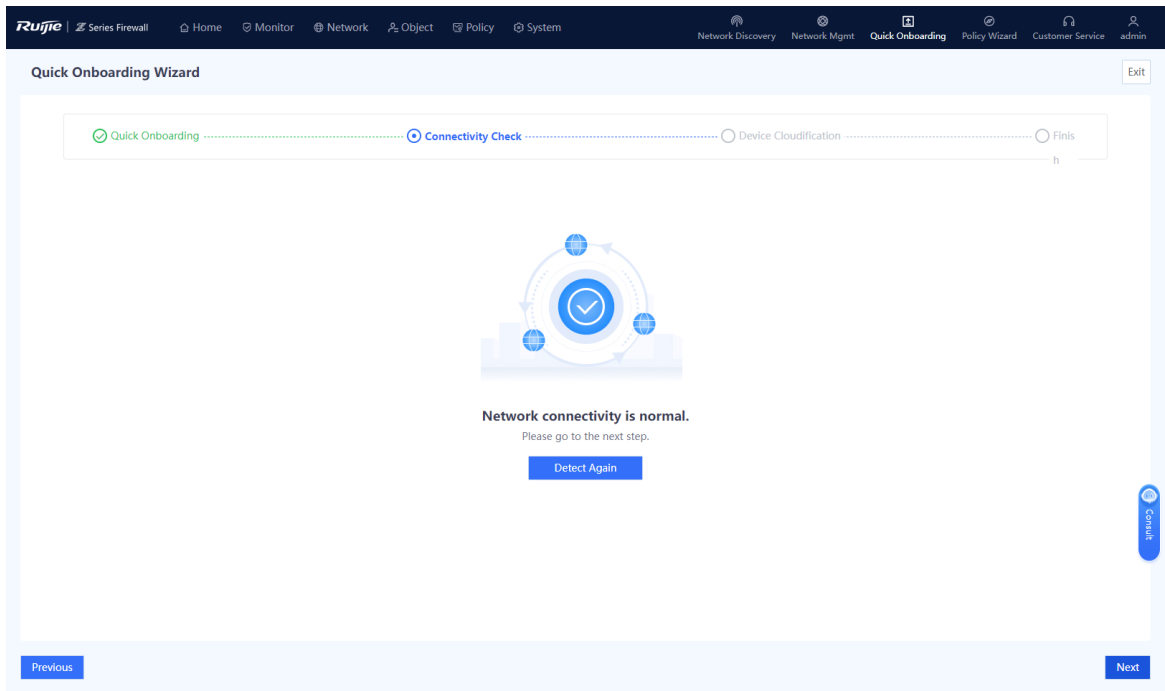 Ruijie | Z Series Firewall Home Monitor Network Object Policy System Network Discovery Network Mgmt Quick Onboarding Policy Wizard Customer Service admin
Quick Onboarding Wizard Exit
Quick Onboarding Connectivity Check Device Cloudification Finis
h
Network connectivity is normal.
Please go to the next step.
Detect Again
Consult
Previous Next